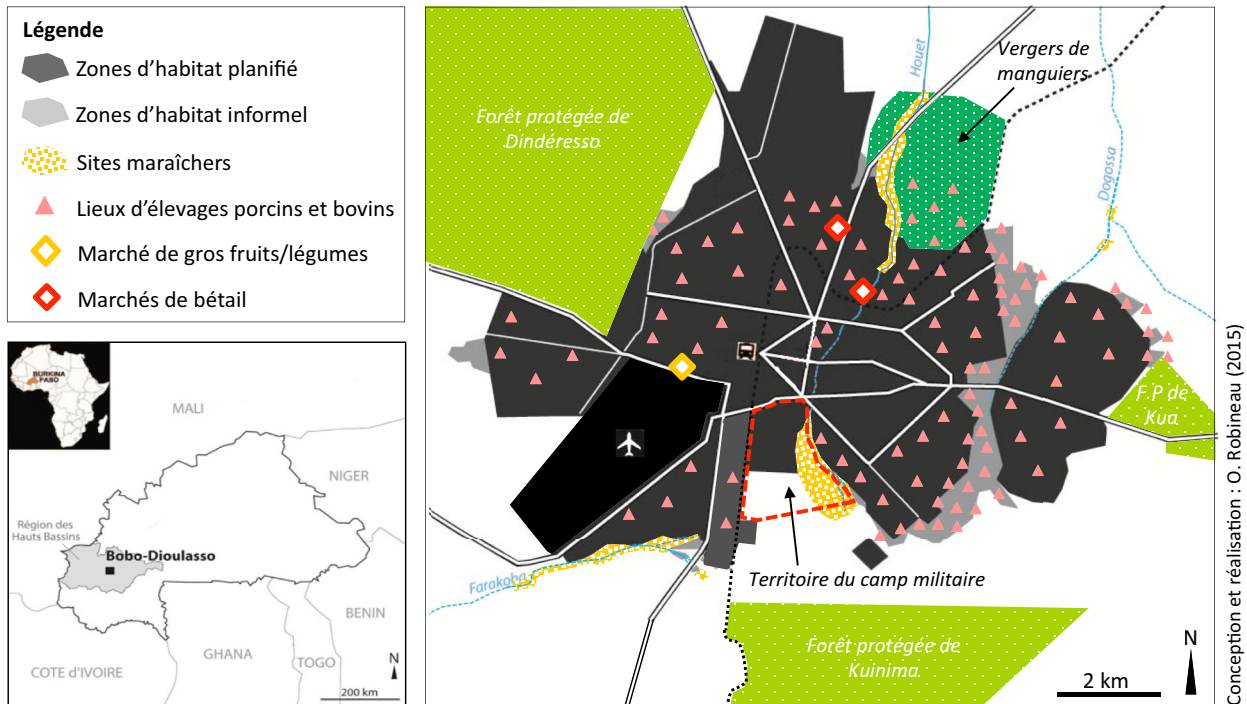 Légende
Zones d'habitat planifié
Zones d'habitat informel
Sites maraîchers
Lieux d'élevages porcins et bovins
Marché de gros fruits/légumes
Marchés de bétail
BURKINA
FASO
MALI
NIGER
Région des
Hauts Bassins
Bobo-Dioulasso
BENIN
GHANA
TOGO
COTE d'IVOIRE
N
200 km
Houet
Vergers de
manguiers
Forêt protégée de
Dindéresso
Dogossa
F.P de
Kua
Territoire du camp militaire
Farakoba
Forêt protégée de
Kuinima
N
2 km
Conception et réalisation : O. Robineau (2015)